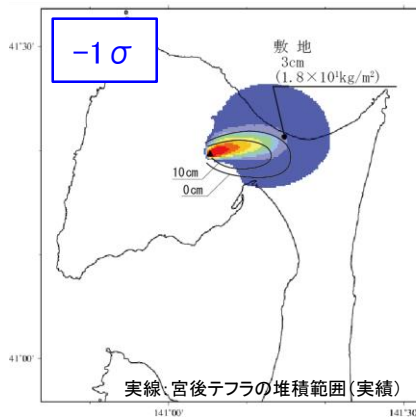 41°30'
−1σ
敷 地
3cm
(1.8×10¹kg/m²)
10cm
0cm
41°00'
実線:宮後テフラの堆積範囲(実績)
141°00'
141°30'